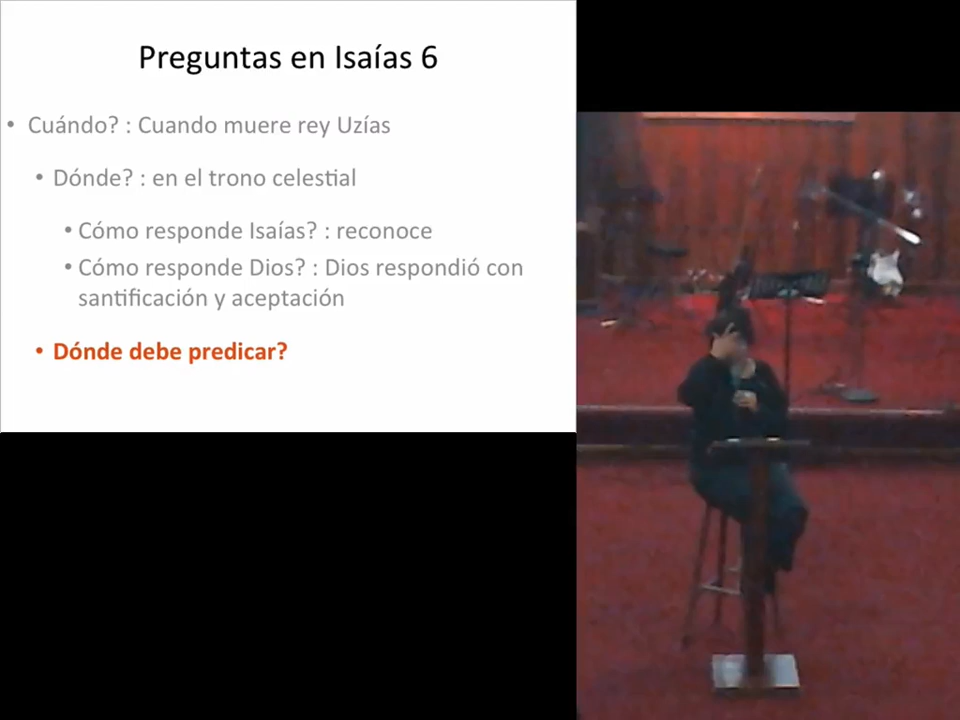 Preguntas en Isaías 6
• Cuándo? : Cuando muere rey Uzías
• Dónde? : en el trono celestial
• Cómo responde Isaías? : reconoce
• Cómo responde Dios? : Dios respondió con
santificación y aceptación
• Dónde debe predicar?